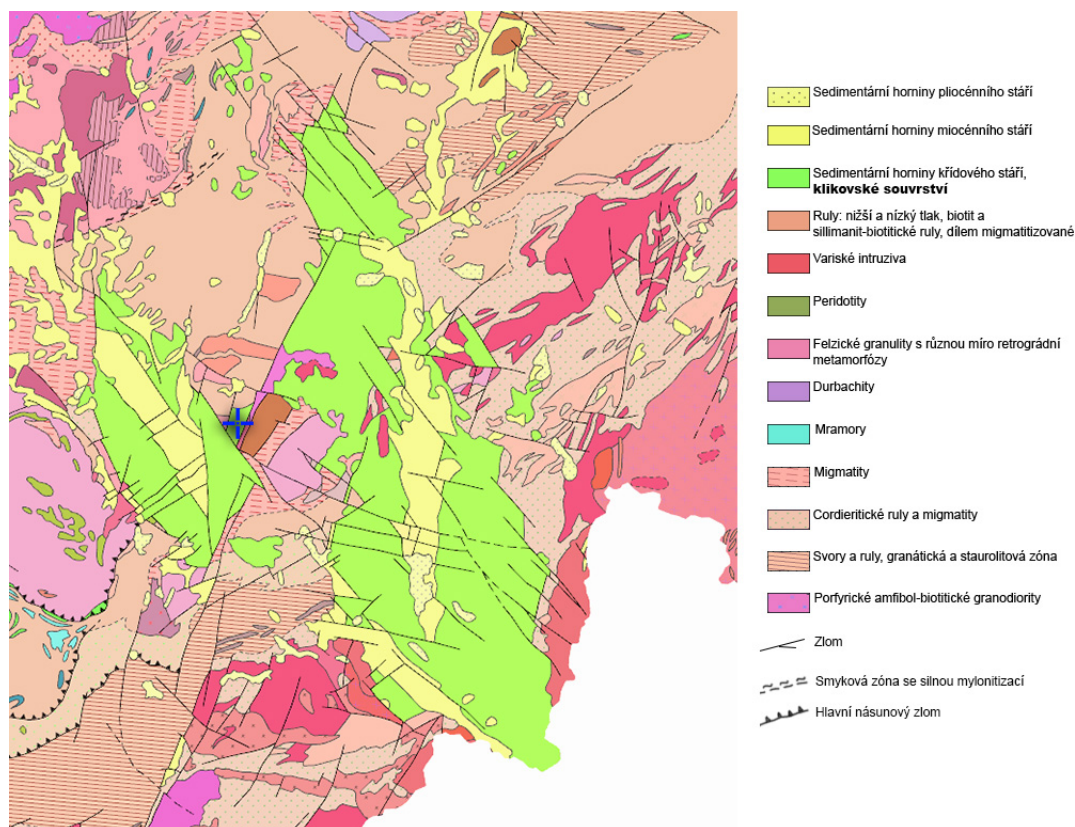 Sedimentární horniny pliocénního stáří
Sedimentární horniny miocénního stáří
Sedimentární horniny křídového stáří,
klikovské souvrství
Ruly: nižší a nízký tlak, biotit a
sillimanit-biotitické ruly, dílem migmatitizované
Variské intruziva
Peridotity
Felzické granulity s různou míro retrográdní
metamorfózy
Durbachity
Mramory
Migmatity
Cordieritické ruly a migmatity
Svory a ruly, granátická a staurolitová zóna
Porfyrické amfibol-biotitické granodiority
Zlom
Smyková zóna se silnou mylonitizací
Hlavní násunový zlom